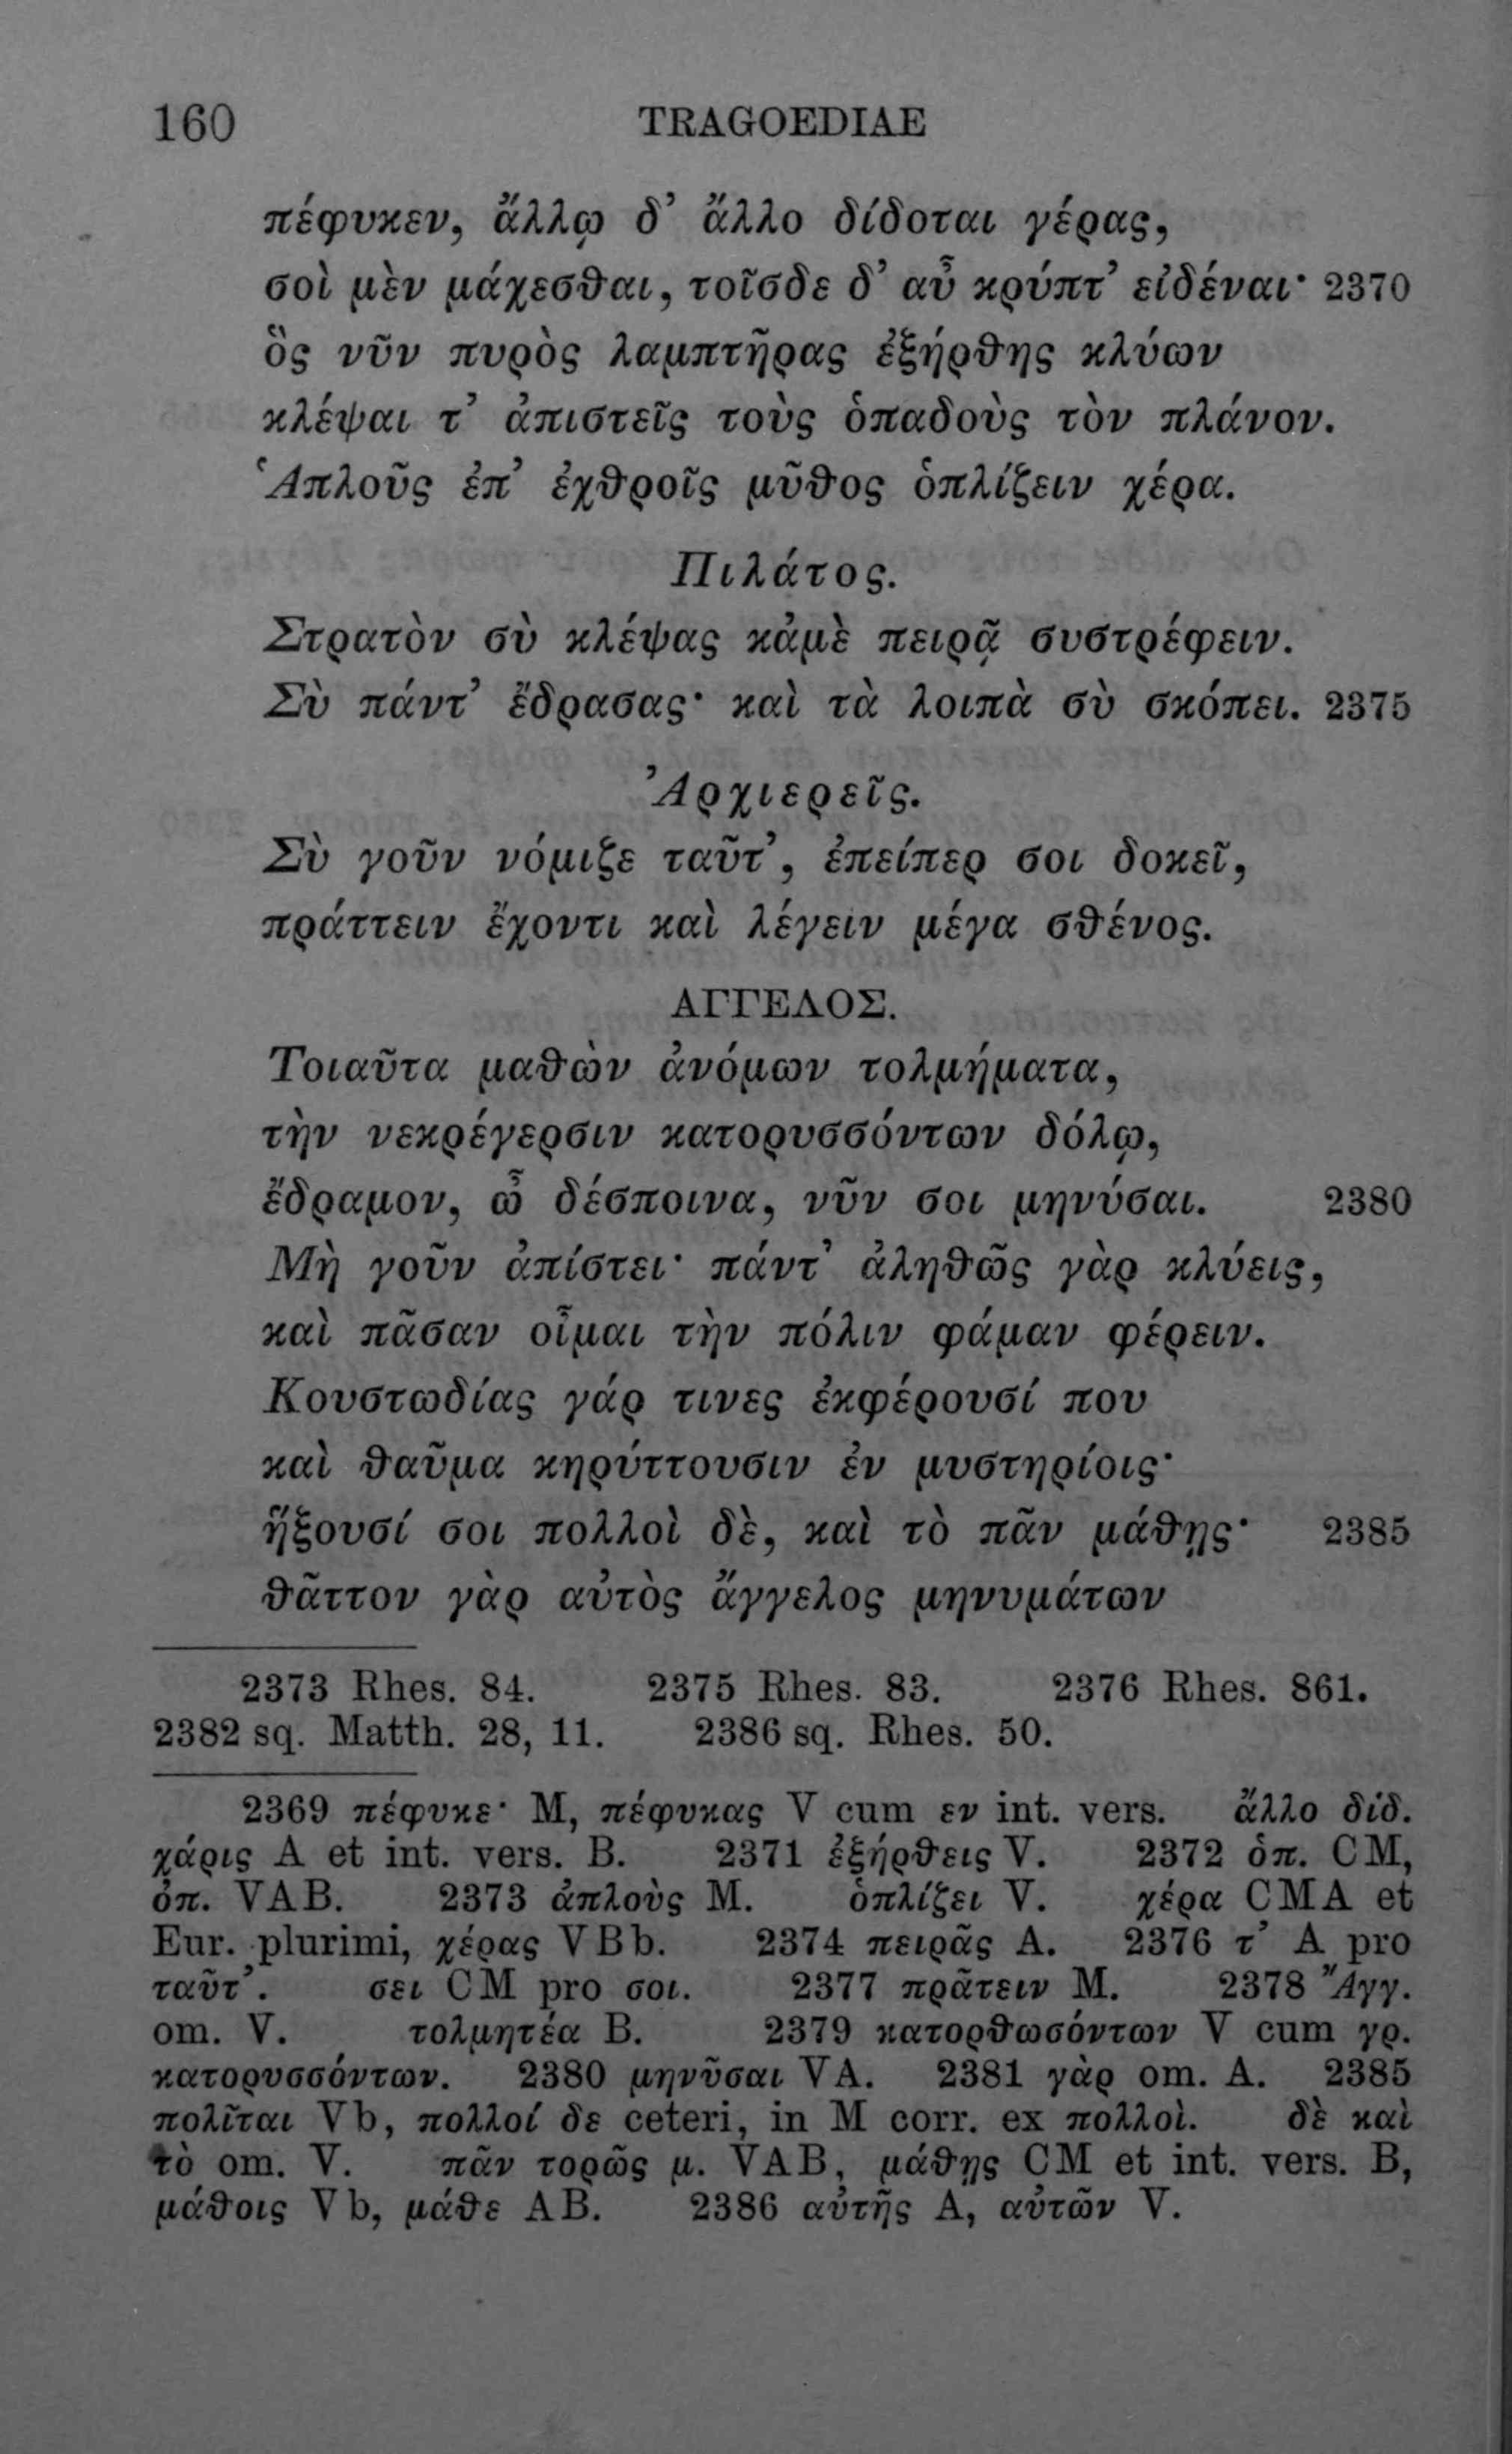 160 TRAGOEDIAE
πέφυκεν, ἄλλῳ δ’ ἄλλο δίδοται γέρας,
σοὶ μὲν μάχεσθαι, τοῖσδε δ’ αὖ κρύπτ’ εἰδέναι· 2370
ὃς νῦν πυρὸς λαμπτῆρας ἐξήρθης κλύων
κλέψαι τ’ ἀπιστεῖς τοὺς ὀπαδοὺς τὸν πλάνον.
Ἁπλοῦς ἐπ’ ἐχθροῖς μῦθος ὁπλίζειν χέρα.
Πιλάτος.
Στρατὸν σὺ κλέψας κἀμὲ πειρᾷ συστρέφειν.
Σὺ πάντ’ ἔδρασας· καὶ τὰ λοιπὰ σὺ σκόπει. 2375
Ἀρχιερεῖς.
Σὺ γοῦν νόμιζε ταῦτ’, ἐπείπερ σοι δοκεῖ,
πράττειν ἔχοντι καὶ λέγειν μέγα σθένος.
ΑΓΓΕΛΟΣ.
Τοιαῦτα μαθὼν ἀνόμων τολμήματα,
τὴν νεκρέγερσιν κατορυσσόντων δόλῳ,
ἔδραμον, ὦ δέσποινα, νῦν σοι μηνύσαι. 2380
Μὴ γοῦν ἀπίστει· πάντ’ ἀληθῶς γὰρ κλύεις,
καὶ πᾶσαν οἶμαι τὴν πόλιν φάμαν φέρειν.
Κουστωδίας γάρ τινες ἐκφέρουσί που
καὶ θαῦμα κηρύττουσιν ἐν μυστηρίοις·
ἥξουσί σοι πολλοὶ δὲ, καὶ τὸ πᾶν μάθῃς· 2385
θᾶττον γὰρ αὐτὸς ἄγγελος μηνυμάτων
2373 Rhes. 84. 2375 Rhes. 83. 2376 Rhes. 861.
2382 sq. Matth. 28, 11. 2386 sq. Rhes. 50.
2369 πέφυκε· M, πέφυκας V cum εν int. vers. ἄλλο δίδ.
χάρις A et int. vers. B. 2371 ἐξήρθεις V. 2372 ὁπ. CM,
ὀπ. VAB. 2373 ἁπλοὺς M. ὁπλίζει V. χέρα CMA et
Eur. plurimi, χέρας VBb. 2374 πειρᾶς A. 2376 τ’ A pro
ταῦτ’. σει CM pro σοι. 2377 πρᾶτειν M. 2378 Ἄγγ.
om. V. τολμητέα B. 2379 κατορθωσόντων V cum γρ.
κατορυσσόντων. 2380 μηνῦσαι VA. 2381 γὰρ om. A. 2385
πολῖται Vb, πολλοί δε ceteri, in M corr. ex πολλοὶ. δὲ καὶ
τὸ om. V. πᾶν τορῶς μ. VAB, μάθῃς CM et int. vers. B,
μάθοις Vb, μάθε AB. 2386 αὐτῆς A, αὐτῶν V.